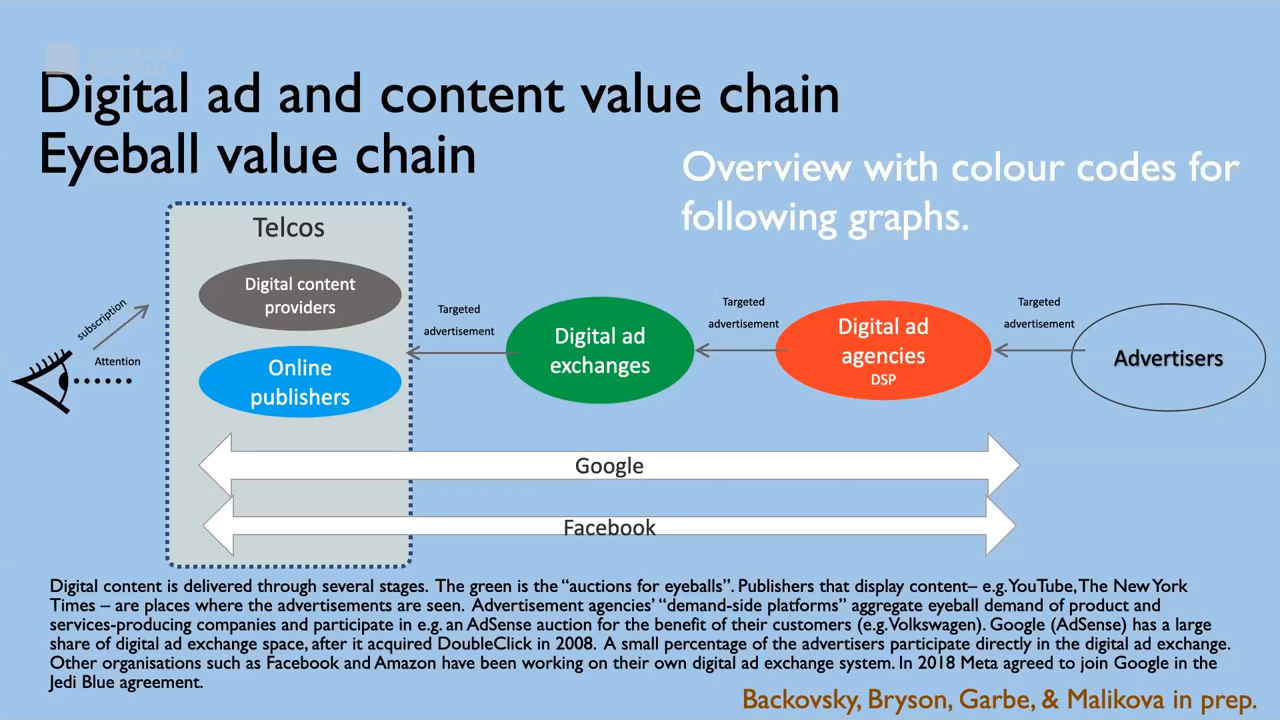 UNIVERSITÄT
Digital ad and content value chain
Eyeball value chain
Overview with colour codes for
following graphs.
Telcos
Digital content
providers
Online
publishers
subscription
Attention
Targeted
advertisement
Digital ad
exchanges
Targeted
advertisement
Digital ad
agencies
DSP
Targeted
advertisement
Advertisers
Google
Facebook
Digital content is delivered through several stages. The green is the “auctions for eyeballs”. Publishers that display content– e.g. YouTube, The New York
Times – are places where the advertisements are seen. Advertisement agencies’ “demand-side platforms” aggregate eyeball demand of product and
services-producing companies and participate in e.g. an AdSense auction for the benefit of their customers (e.g. Volkswagen). Google (AdSense) has a large
share of digital ad exchange space, after it acquired DoubleClick in 2008. A small percentage of the advertisers participate directly in the digital ad exchange.
Other organisations such as Facebook and Amazon have been working on their own digital ad exchange system. In 2018 Meta agreed to join Google in the
Jedi Blue agreement.
Backovsky, Bryson, Garbe, & Malikova in prep.